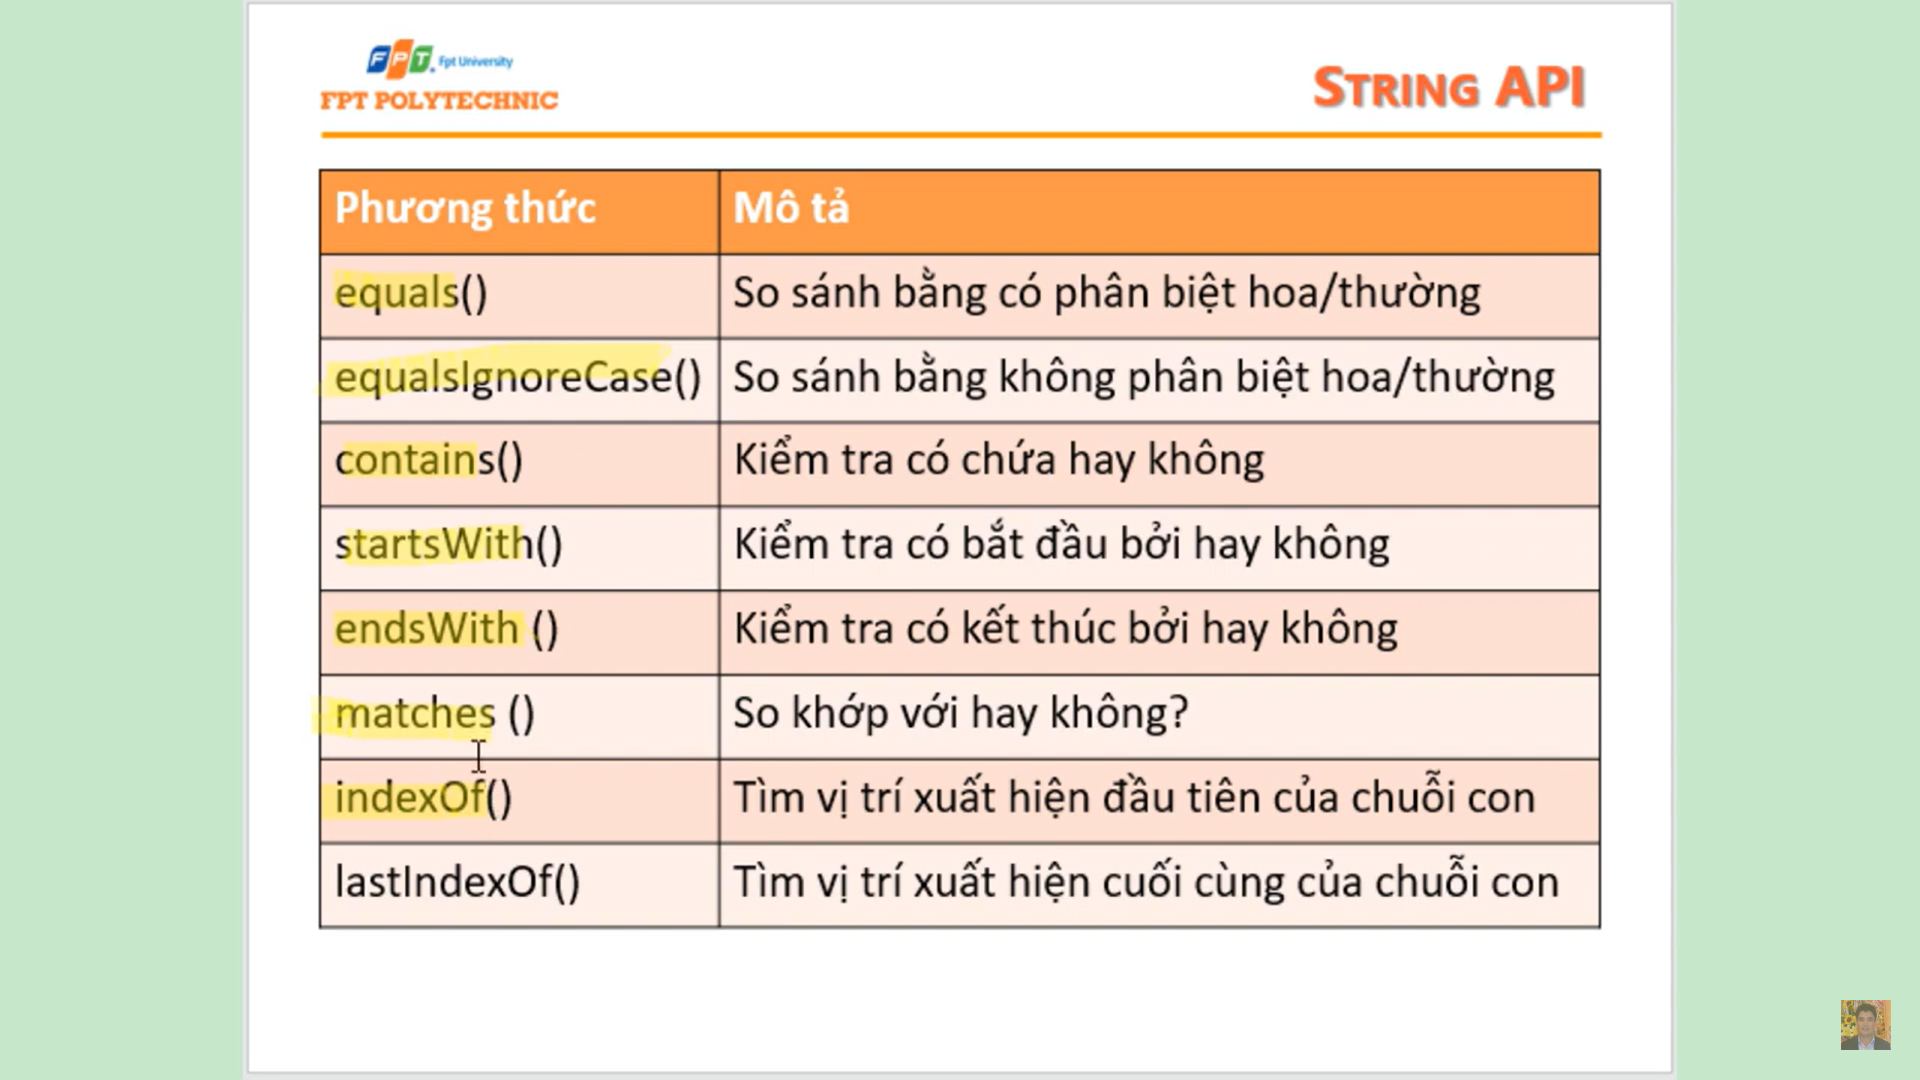 FPT. Fpt University
FPT POLYTECHNIC
STRING API
Phương thức Mô tả
equals() So sánh bằng có phân biệt hoa/thường
equalsIgnoreCase() So sánh bằng không phân biệt hoa/thường
contains() Kiểm tra có chứa hay không
startsWith() Kiểm tra có bắt đầu bởi hay không
endsWith () Kiểm tra có kết thúc bởi hay không
matches () So khớp với hay không?
indexOf() Tìm vị trí xuất hiện đầu tiên của chuỗi con
lastIndexOf() Tìm vị trí xuất hiện cuối cùng của chuỗi con